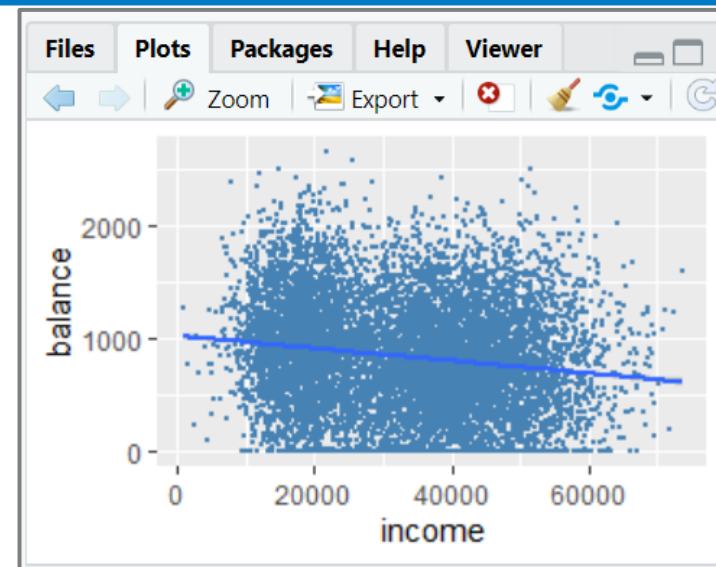 Files Plots Packages Help Viewer
Zoom Export
2000
1000
0
balance
0 20000 40000 60000
income